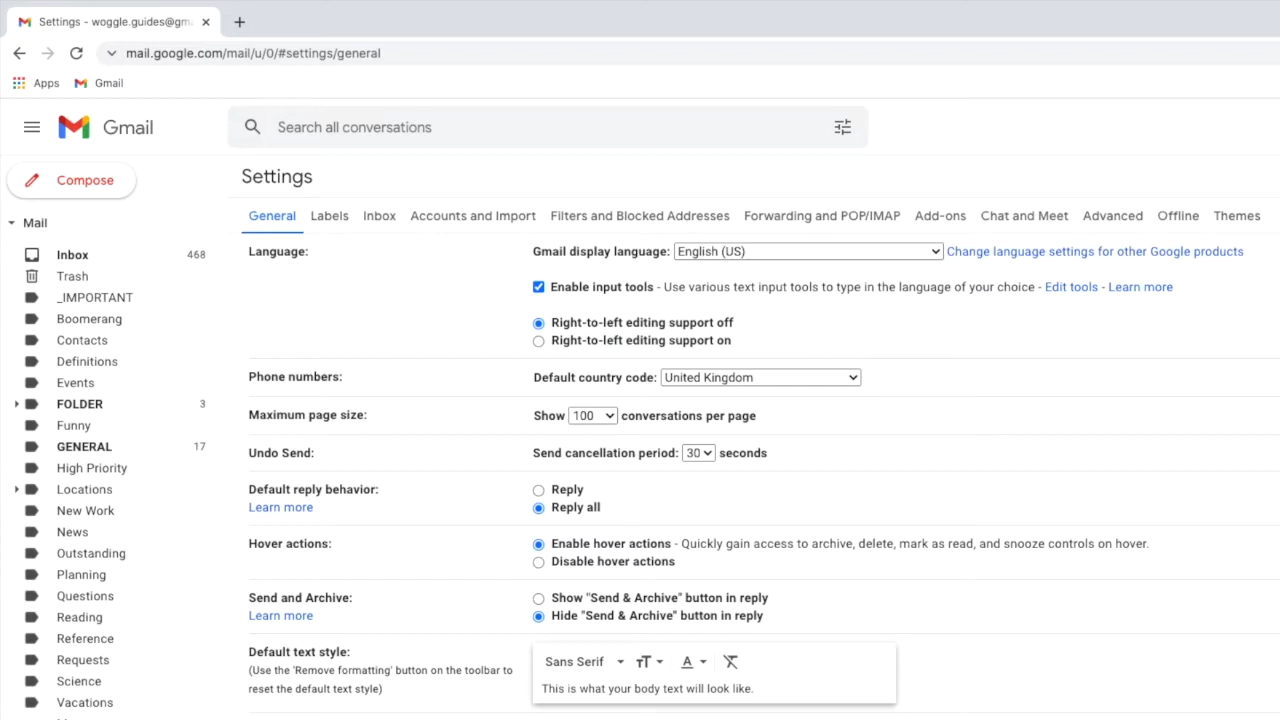 Settings - woggle.guides@gm
mail.google.com/mail/u/0/#settings/general
Apps Gmail
Gmail
Search all conversations
Compose
Settings
General Labels Inbox Accounts and Import Filters and Blocked Addresses Forwarding and POP/IMAP Add-ons Chat and Meet Advanced Offline Themes
Mail
Inbox 468
Trash
_IMPORTANT
Boomerang
Contacts
Definitions
Events
FOLDER 3
Funny
GENERAL 17
High Priority
Locations
New Work
News
Outstanding
Planning
Questions
Reading
Reference
Requests
Science
Vacations
Language:
Gmail display language: English (US) Change language settings for other Google products
Enable input tools - Use various text input tools to type in the language of your choice - Edit tools - Learn more
Right-to-left editing support off
Right-to-left editing support on
Phone numbers:
Default country code: United Kingdom
Maximum page size:
Show 100 conversations per page
Undo Send:
Send cancellation period: 30 seconds
Default reply behavior:
Learn more
Reply
Reply all
Hover actions:
Enable hover actions - Quickly gain access to archive, delete, mark as read, and snooze controls on hover.
Disable hover actions
Send and Archive:
Learn more
Show "Send & Archive" button in reply
Hide "Send & Archive" button in reply
Default text style:
(Use the 'Remove formatting' button on the toolbar to
reset the default text style)
Sans Serif
This is what your body text will look like.